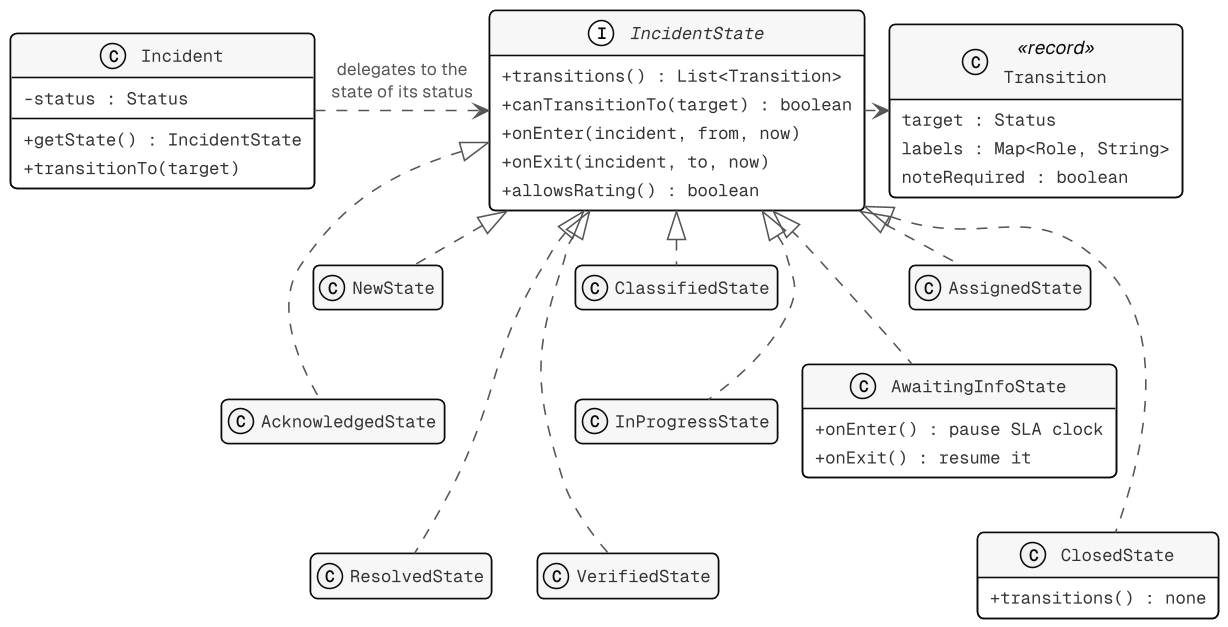 C Incident
-status : Status
+getState() : IncidentState
+transitionTo(target)
delegates to the
state of its status
I IncidentState
+transitions() : List<Transition>
+canTransitionTo(target) : boolean
+onEnter(incident, from, now)
+onExit(incident, to, now)
+allowsRating() : boolean
«record»
C Transition
target : Status
labels : Map<Role, String>
noteRequired : boolean
C NewState
C ClassifiedState
C AssignedState
C AcknowledgedState
C InProgressState
C AwaitingInfoState
+onEnter() : pause SLA clock
+onExit() : resume it
C ResolvedState
C VerifiedState
C ClosedState
+transitions() : none